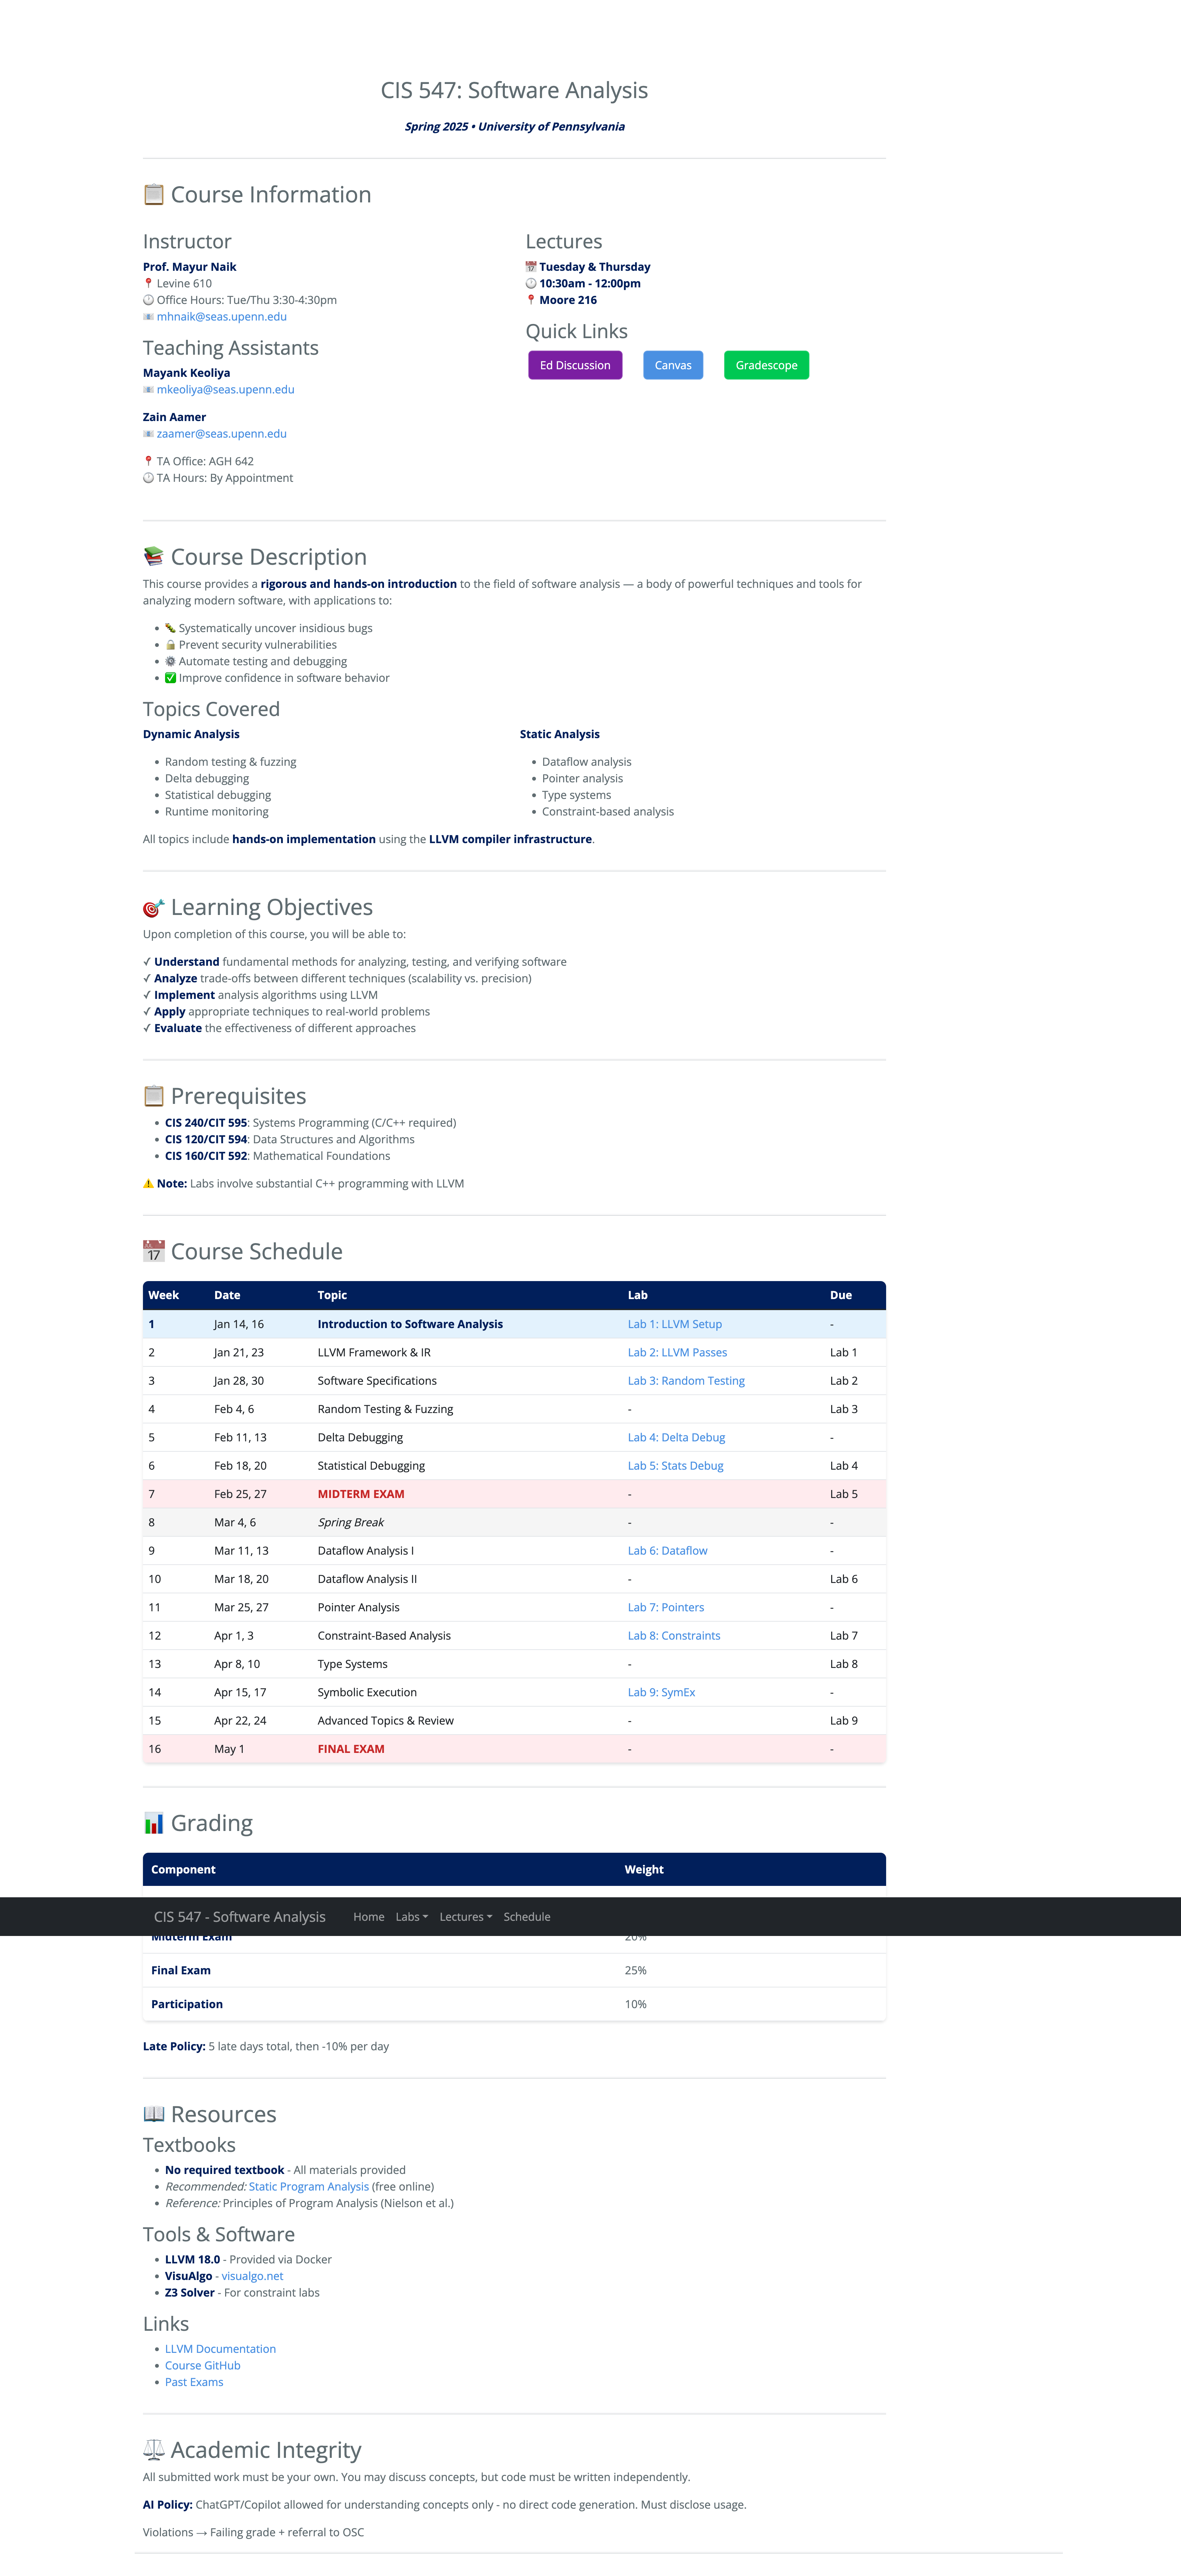 CIS 547: Software Analysis
Spring 2025 • University of Pennsylvania
📋 Course Information
Instructor
Prof. Mayur Naik
📍 Levine 610
🕐 Office Hours: Tue/Thu 3:30-4:30pm
📧 mhnaik@seas.upenn.edu
Teaching Assistants
Mayank Keoliya
📧 mkeoliya@seas.upenn.edu
Zain Aamer
📧 zaamer@seas.upenn.edu
📍 TA Office: AGH 642
🕐 TA Hours: By Appointment
Lectures
📅 Tuesday & Thursday
🕐 10:30am - 12:00pm
📍 Moore 216
Quick Links
Ed Discussion Canvas Gradescope
📚 Course Description
This course provides a rigorous and hands-on introduction to the field of software analysis — a body of powerful techniques and tools for
analyzing modern software, with applications to:
• 🐛 Systematically uncover insidious bugs
• 🔒 Prevent security vulnerabilities
• ⚙️ Automate testing and debugging
• ✅ Improve confidence in software behavior
Topics Covered
Dynamic Analysis
• Random testing & fuzzing
• Delta debugging
• Statistical debugging
• Runtime monitoring
Static Analysis
• Dataflow analysis
• Pointer analysis
• Type systems
• Constraint-based analysis
All topics include hands-on implementation using the LLVM compiler infrastructure.
🎯 Learning Objectives
Upon completion of this course, you will be able to:
✓ Understand fundamental methods for analyzing, testing, and verifying software
✓ Analyze trade-offs between different techniques (scalability vs. precision)
✓ Implement analysis algorithms using LLVM
✓ Apply appropriate techniques to real-world problems
✓ Evaluate the effectiveness of different approaches
📋 Prerequisites
• CIS 240/CIT 595: Systems Programming (C/C++ required)
• CIS 120/CIT 594: Data Structures and Algorithms
• CIS 160/CIT 592: Mathematical Foundations
⚠️ Note: Labs involve substantial C++ programming with LLVM
📅 Course Schedule
Week Date Topic Lab Due
1 Jan 14, 16 Introduction to Software Analysis Lab 1: LLVM Setup -
2 Jan 21, 23 LLVM Framework & IR Lab 2: LLVM Passes Lab 1
3 Jan 28, 30 Software Specifications Lab 3: Random Testing Lab 2
4 Feb 4, 6 Random Testing & Fuzzing - Lab 3
5 Feb 11, 13 Delta Debugging Lab 4: Delta Debug -
6 Feb 18, 20 Statistical Debugging Lab 5: Stats Debug Lab 4
7 Feb 25, 27 MIDTERM EXAM - Lab 5
8 Mar 4, 6 Spring Break - -
9 Mar 11, 13 Dataflow Analysis I Lab 6: Dataflow -
10 Mar 18, 20 Dataflow Analysis II - Lab 6
11 Mar 25, 27 Pointer Analysis Lab 7: Pointers -
12 Apr 1, 3 Constraint-Based Analysis Lab 8: Constraints Lab 7
13 Apr 8, 10 Type Systems - Lab 8
14 Apr 15, 17 Symbolic Execution Lab 9: SymEx -
15 Apr 22, 24 Advanced Topics & Review - Lab 9
16 May 1 FINAL EXAM - -
📊 Grading
Component Weight
CIS 547 - Software Analysis Home Labs Lectures Schedule
Midterm Exam 20%
Final Exam 25%
Participation 10%
Late Policy: 5 late days total, then -10% per day
📖 Resources
Textbooks
• No required textbook - All materials provided
• Recommended: Static Program Analysis (free online)
• Reference: Principles of Program Analysis (Nielson et al.)
Tools & Software
• LLVM 18.0 - Provided via Docker
• VisuAlgo - visualgo.net
• Z3 Solver - For constraint labs
Links
• LLVM Documentation
• Course GitHub
• Past Exams
⚖️ Academic Integrity
All submitted work must be your own. You may discuss concepts, but code must be written independently.
AI Policy: ChatGPT/Copilot allowed for understanding concepts only - no direct code generation. Must disclose usage.
Violations → Failing grade + referral to OSC